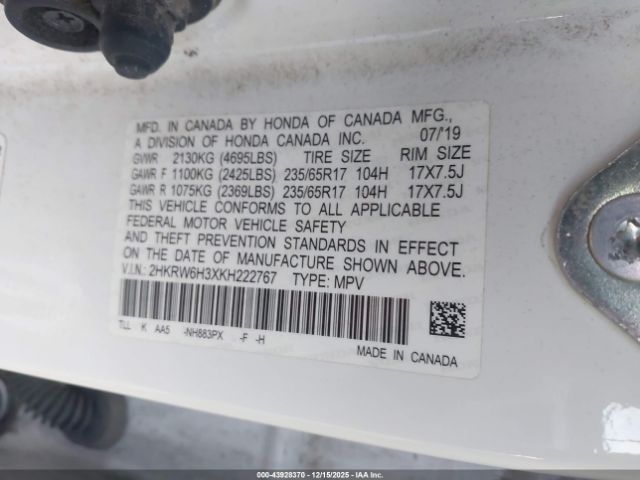 MFD. IN CANADA BY HONDA OF CANADA MFG.,
A DIVISION OF HONDA CANADA INC. 07/19
GVWR 2130KG (4695LBS) TIRE SIZE RIM SIZE
GAWR F 1100KG (2425LBS) 235/65R17 104H 17X7.5J
GAWR R 1075KG (2369LBS) 235/65R17 104H 17X7.5J
THIS VEHICLE CONFORMS TO ALL APPLICABLE
FEDERAL MOTOR VEHICLE SAFETY
AND THEFT PREVENTION STANDARDS IN EFFECT
ON THE DATE OF MANUFACTURE SHOWN ABOVE.
V.I.N.: 2HKRW6H3XKH222767 TYPE: MPV
TLL K AA5 -NH883PX -F -H
MADE IN CANADA
000-43928370 - 12/15/2025 - IAAI.COM